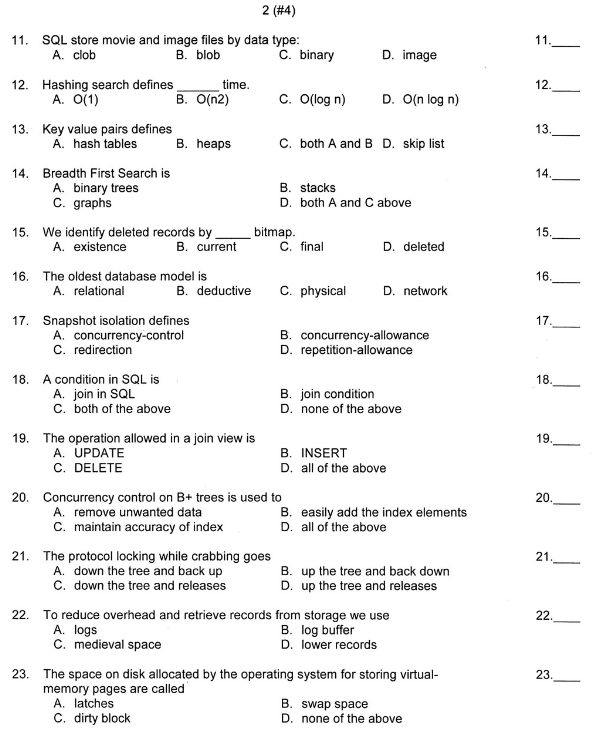 2 (#4)
11. SQL store movie and image files by data type: 11.____
A. clob B. blob C. binary D. image
12. Hashing search defines ______ time. 12.____
A. O(1) B. O(n2) C. O(log n) D. O(n log n)
13. Key value pairs defines 13.____
A. hash tables B. heaps C. both A and B D. skip list
14. Breadth First Search is 14.____
A. binary trees B. stacks
C. graphs D. both A and C above
15. We identify deleted records by _____ bitmap. 15.____
A. existence B. current C. final D. deleted
16. The oldest database model is 16.____
A. relational B. deductive C. physical D. network
17. Snapshot isolation defines 17.____
A. concurrency-control B. concurrency-allowance
C. redirection D. repetition-allowance
18. A condition in SQL is 18.____
A. join in SQL B. join condition
C. both of the above D. none of the above
19. The operation allowed in a join view is 19.____
A. UPDATE B. INSERT
C. DELETE D. all of the above
20. Concurrency control on B+ trees is used to 20.____
A. remove unwanted data B. easily add the index elements
C. maintain accuracy of index D. all of the above
21. The protocol locking while crabbing goes 21.____
A. down the tree and back up B. up the tree and back down
C. down the tree and releases D. up the tree and releases
22. To reduce overhead and retrieve records from storage we use 22.____
A. logs B. log buffer
C. medieval space D. lower records
23. The space on disk allocated by the operating system for storing virtual- 23.____
memory pages are called
A. latches B. swap space
C. dirty block D. none of the above